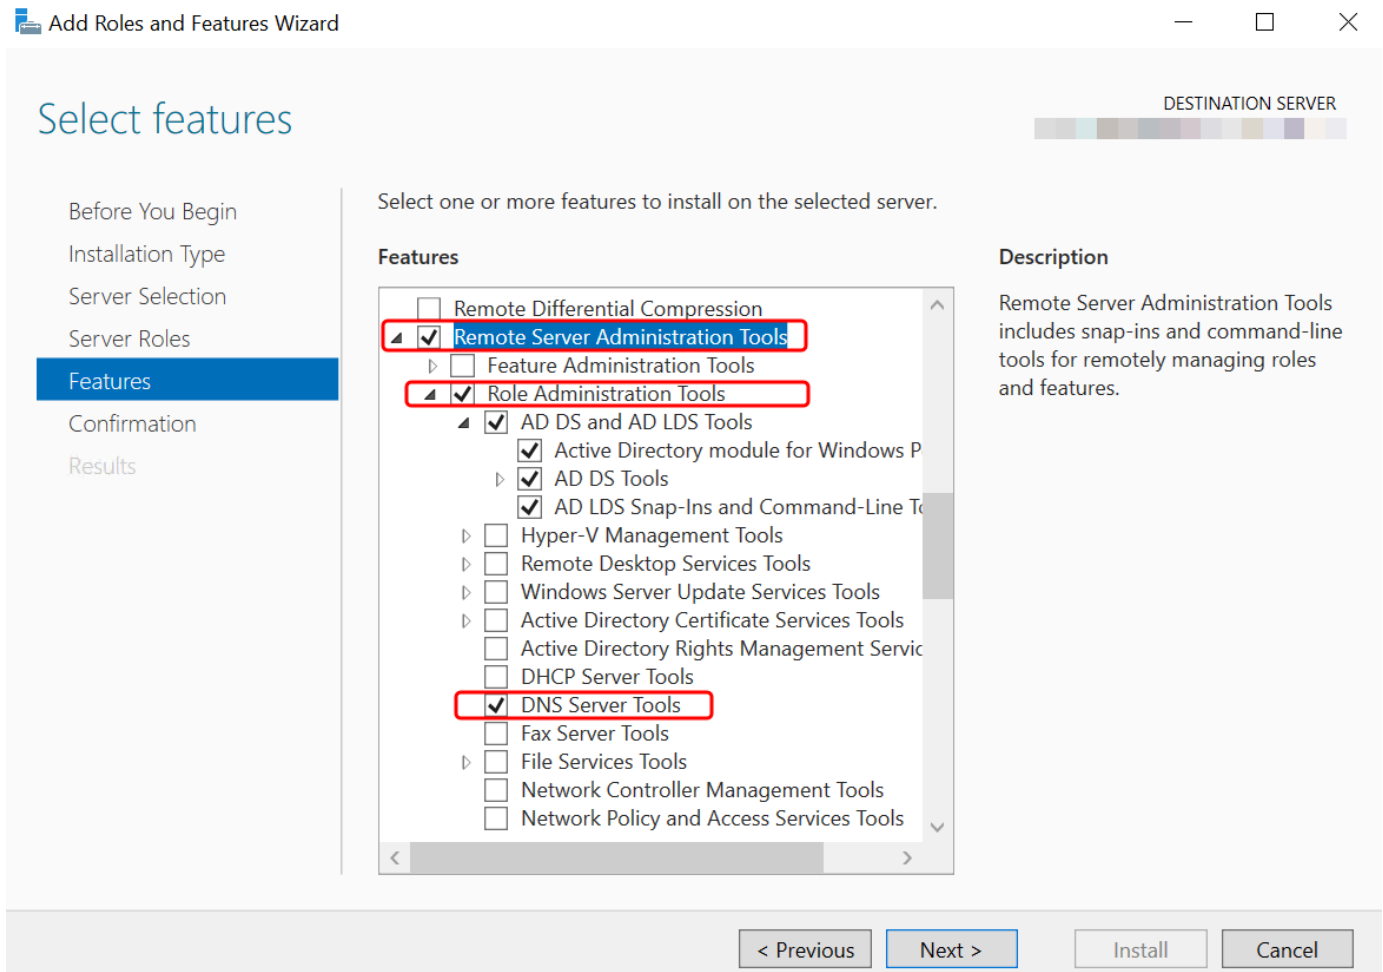 Add Roles and Features Wizard
Select features
DESTINATION SERVER
Before You Begin
Installation Type
Server Selection
Server Roles
Features
Confirmation
Results
Select one or more features to install on the selected server.
Features
Remote Differential Compression
Remote Server Administration Tools
Feature Administration Tools
Role Administration Tools
AD DS and AD LDS Tools
Active Directory module for Windows P
AD DS Tools
AD LDS Snap-Ins and Command-Line To
Hyper-V Management Tools
Remote Desktop Services Tools
Windows Server Update Services Tools
Active Directory Certificate Services Tools
Active Directory Rights Management Servic
DHCP Server Tools
DNS Server Tools
Fax Server Tools
File Services Tools
Network Controller Management Tools
Network Policy and Access Services Tools
Description
Remote Server Administration Tools
includes snap-ins and command-line
tools for remotely managing roles
and features.
< Previous
Next >
Install
Cancel